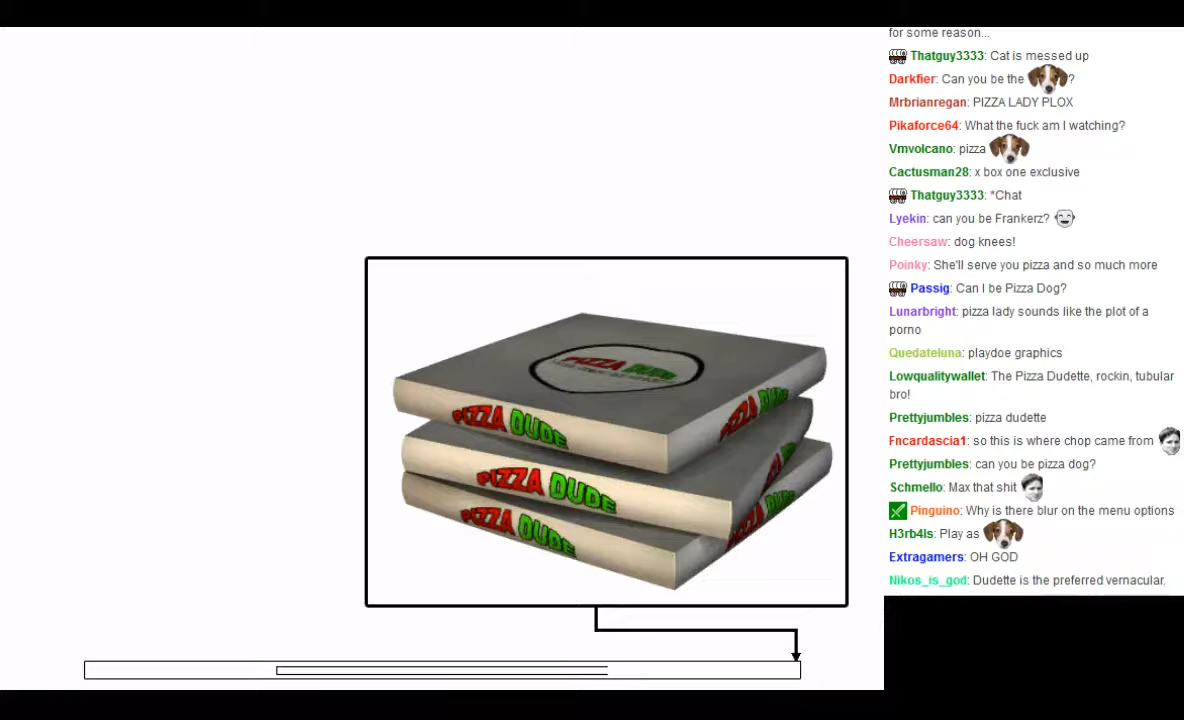 PIZZA DUDE
PIZZA DUDE
PIZZA DUDE
PIZZA DUDE
PIZZA DUDE
PIZZA DUDE
for some reason...
Thatguy3333: Cat is messed up
Darkfier: Can you be the ?
Mrbrianregan: PIZZA LADY PLOX
Pikaforce64: What the fuck am I watching?
Vmvolcano: pizza
Cactusman28: x box one exclusive
Thatguy3333: *Chat
Lyekin: can you be Frankerz?
Cheersaw: dog knees!
Poinky: She'll serve you pizza and so much more
Passig: Can I be Pizza Dog?
Lunarbright: pizza lady sounds like the plot of a
porno
Quedateluna: playdoe graphics
Lowqualitywallet: The Pizza Dudette, rockin, tubular
bro!
Prettyjumbles: pizza dudette
Fncardascia1: so this is where chop came from
Prettyjumbles: can you be pizza dog?
Schmello: Max that shit
Pinguino: Why is there blur on the menu options
H3rb4ls: Play as
Extragamers: OH GOD
Nikos_is_god: Dudette is the preferred vernacular.